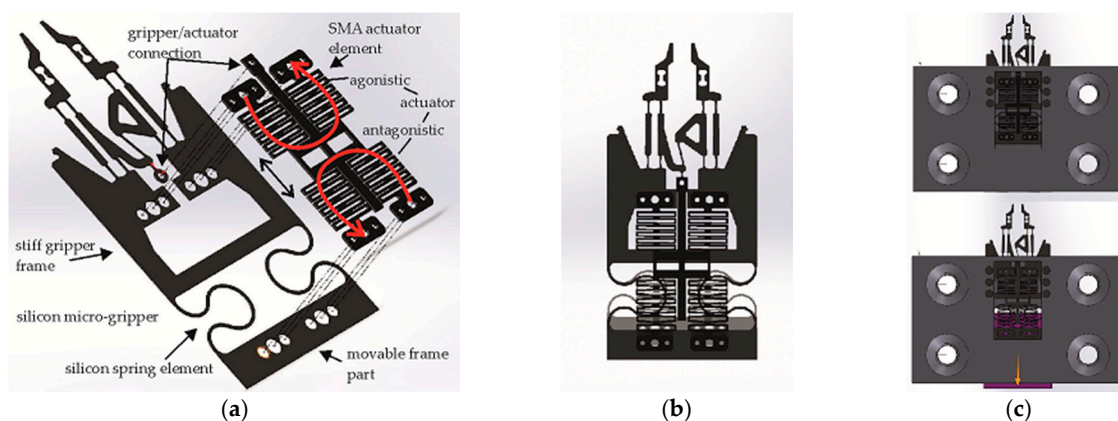 gripper/actuator
connection
SMA actuator
element
agonistic
actuator
antagonistic
stiff gripper
frame
silicon micro-gripper
silicon spring element
movable frame
part
(a)
(b)
(c)